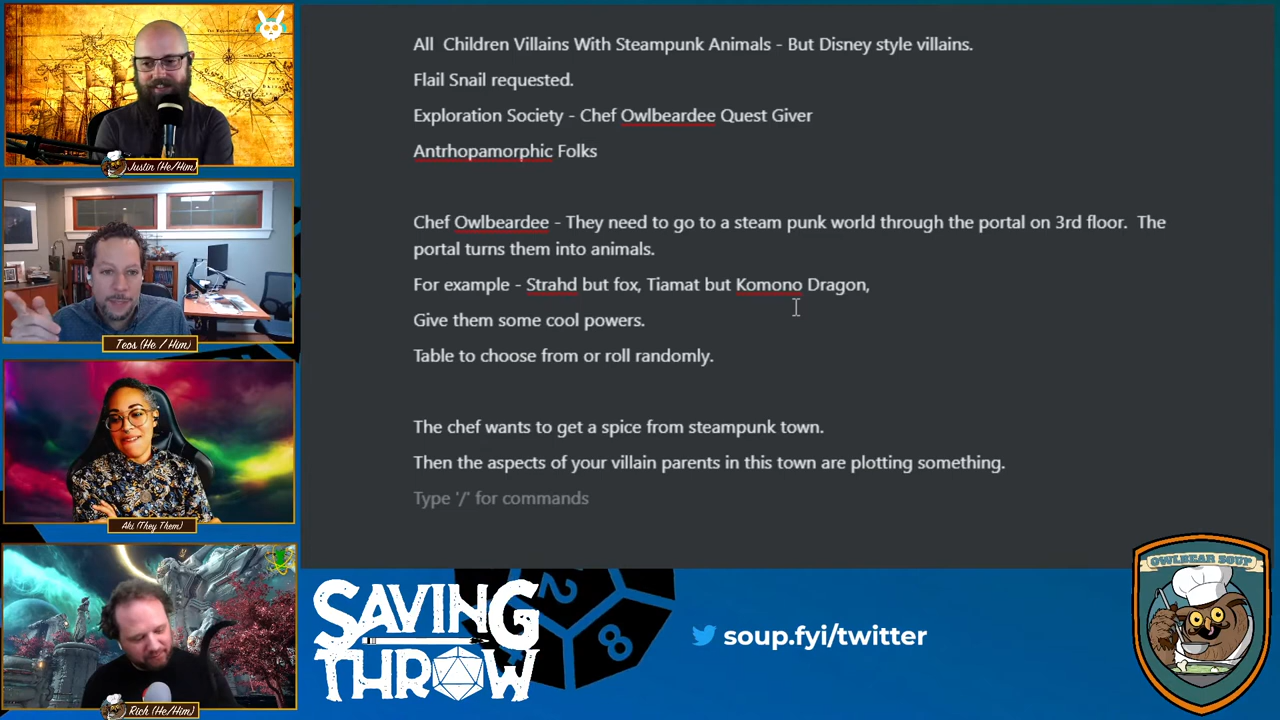 All  Children Villains With Steampunk Animals - But Disney style villains.
Flail Snail requested.
Exploration Society - Chef Owlbeardee Quest Giver
Antrhopamorphic Folks
Chef Owlbeardee - They need to go to a steam punk world through the portal on 3rd floor.  The
portal turns them into animals.
For example - Strahd but fox, Tiamat but Komono Dragon,
Give them some cool powers.
Table to choose from or roll randomly.
The chef wants to get a spice from steampunk town.
Then the aspects of your villain parents in this town are plotting something.
Type '/' for commands
Justin (He/Him)
Teos (He / Him)
Aki (They Them)
Rich (He/Him)
SAVING
THROW
2
8
soup.fyi/twitter
OWLBEAR SOUP